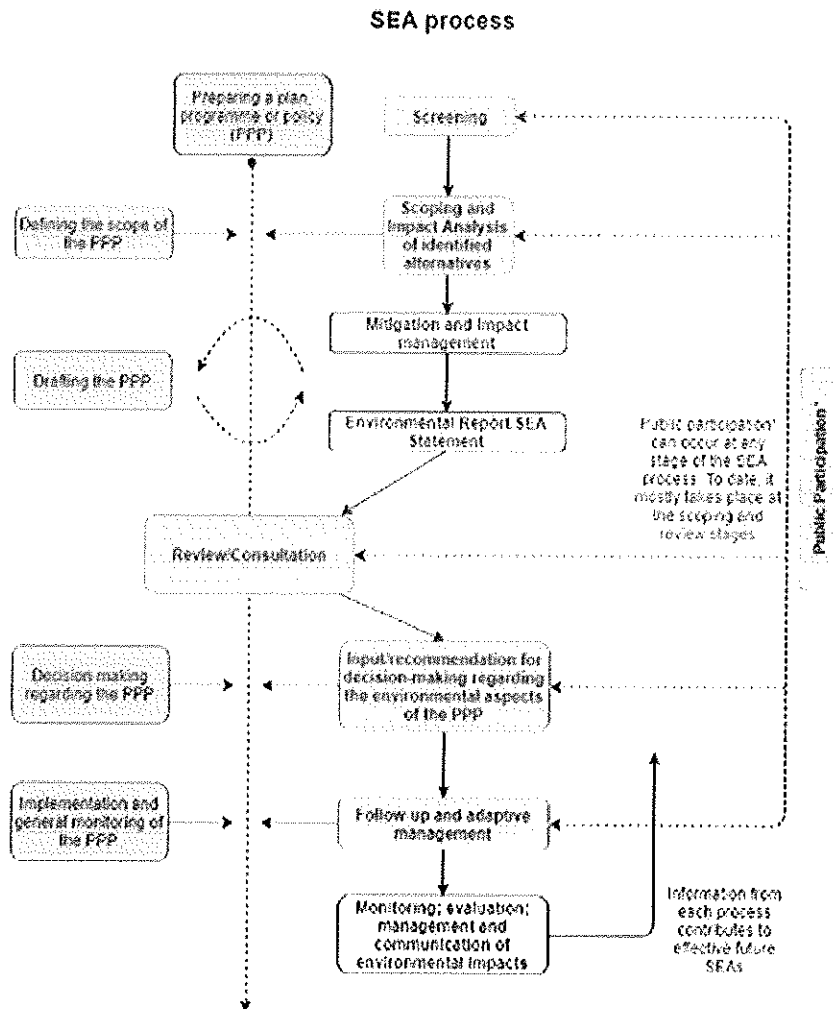 SEA process
Preparing a plan,
programme or policy
(PPP)
Screening
Defining the scope of
the PPP
Scoping and
Impact Analysis
of identified
alternatives
Mitigation and Impact
management
Drafting the PPP
Environmental Report SEA
Statement
Public participation*
can occur at any
stage of the SEA
process. To date, it
mostly takes place at
the scoping and
review stages
Public Participation*
Review/Consultation
Decision making
regarding the PPP
Input/recommendation for
decision-making regarding
the environmental aspects
of the PPP
Implementation and
general monitoring of
the PPP
Follow up and adaptive
management
Monitoring; evaluation;
management and
communication of
environmental impacts
Information from
each process
contributes to
effective future
SEAs